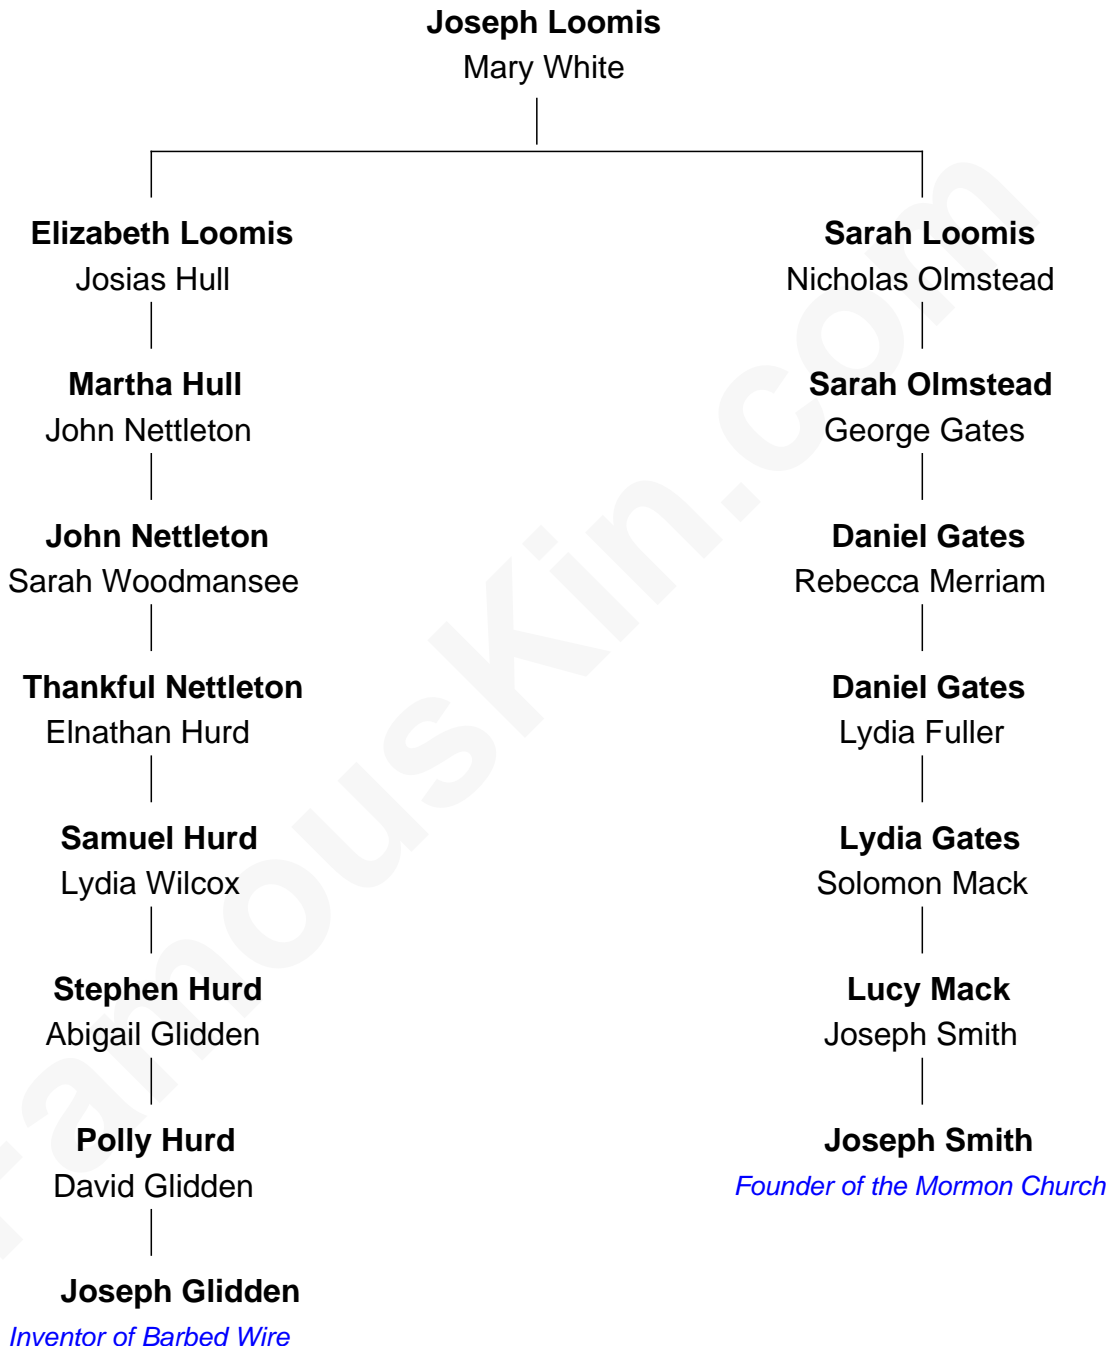 Joseph Loomis
Mary White
Elizabeth Loomis
Josias Hull
Sarah Loomis
Nicholas Olmstead
Martha Hull
John Nettleton
Sarah Olmstead
George Gates
John Nettleton
Sarah Woodmansee
Daniel Gates
Rebecca Merriam
Thankful Nettleton
Elnathan Hurd
Daniel Gates
Lydia Fuller
Samuel Hurd
Lydia Wilcox
Lydia Gates
Solomon Mack
Stephen Hurd
Abigail Glidden
Lucy Mack
Joseph Smith
Polly Hurd
David Glidden
Joseph Smith
Founder of the Mormon Church
Joseph Glidden
Inventor of Barbed Wire
FamousKin.com